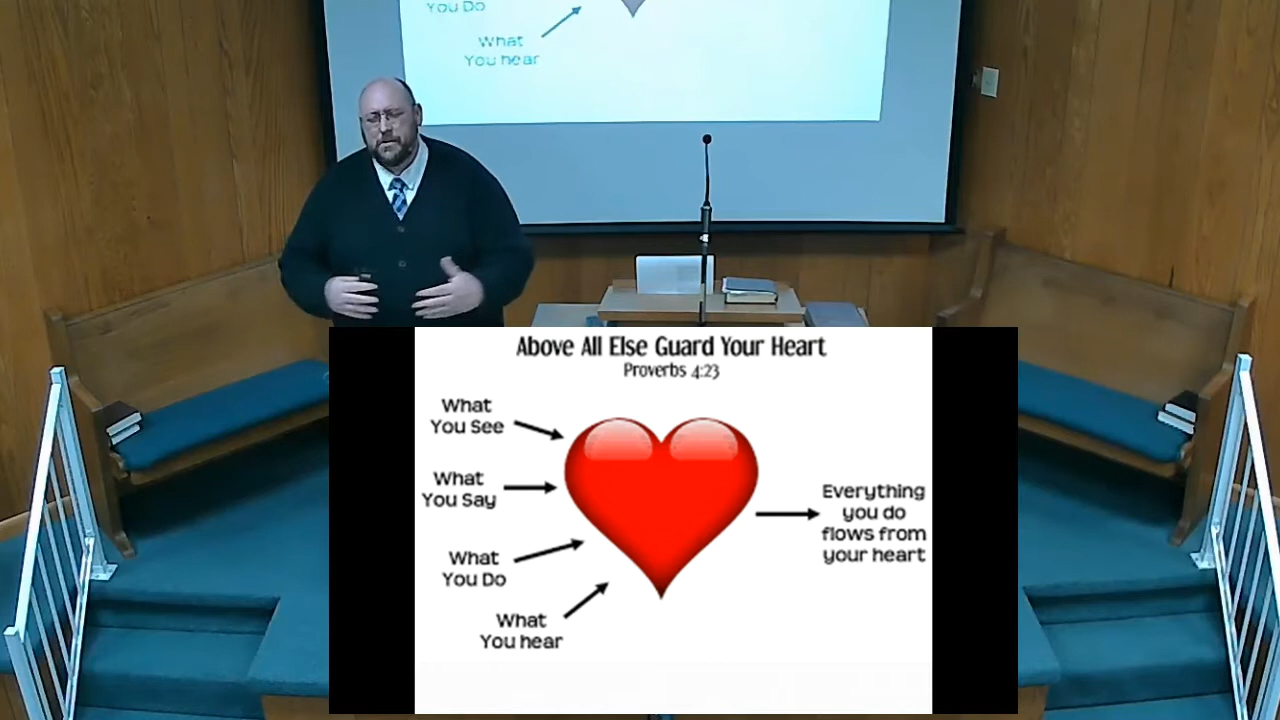 You Do
What
You hear
Above All Else Guard Your Heart
Proverbs 4:23
What
You See
What
You Say
What
You Do
What
You hear
Everything
you do
flows from
your heart